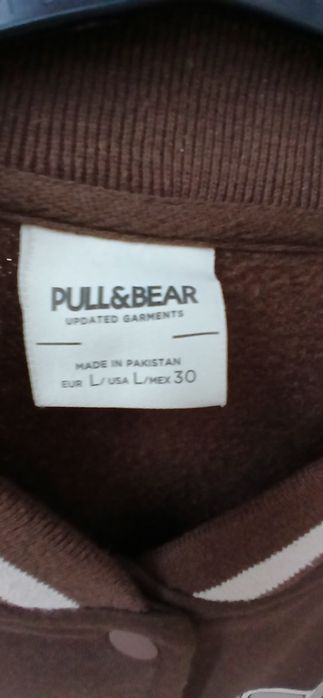 PULL&BEAR
UPDATED GARMENTS
MADE IN PAKISTAN
EUR L/ USA L/MEX 30